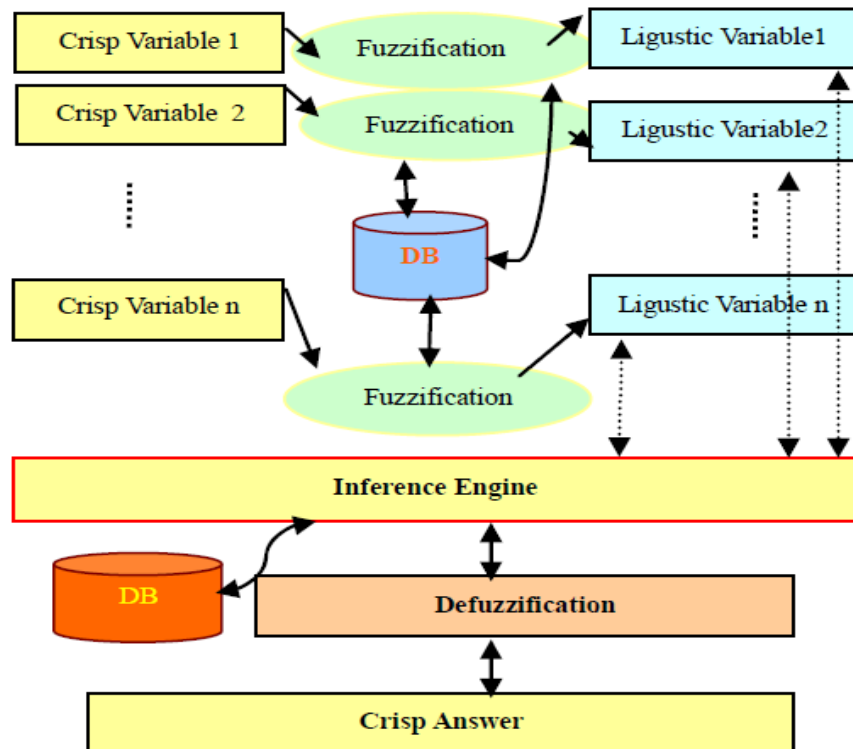 Crisp Variable 1
Fuzzification
Ligustic Variable1
Crisp Variable 2
Fuzzification
Ligustic Variable2
DB
Crisp Variable n
Ligustic Variable n
Fuzzification
Inference Engine
DB
Defuzzification
Crisp Answer